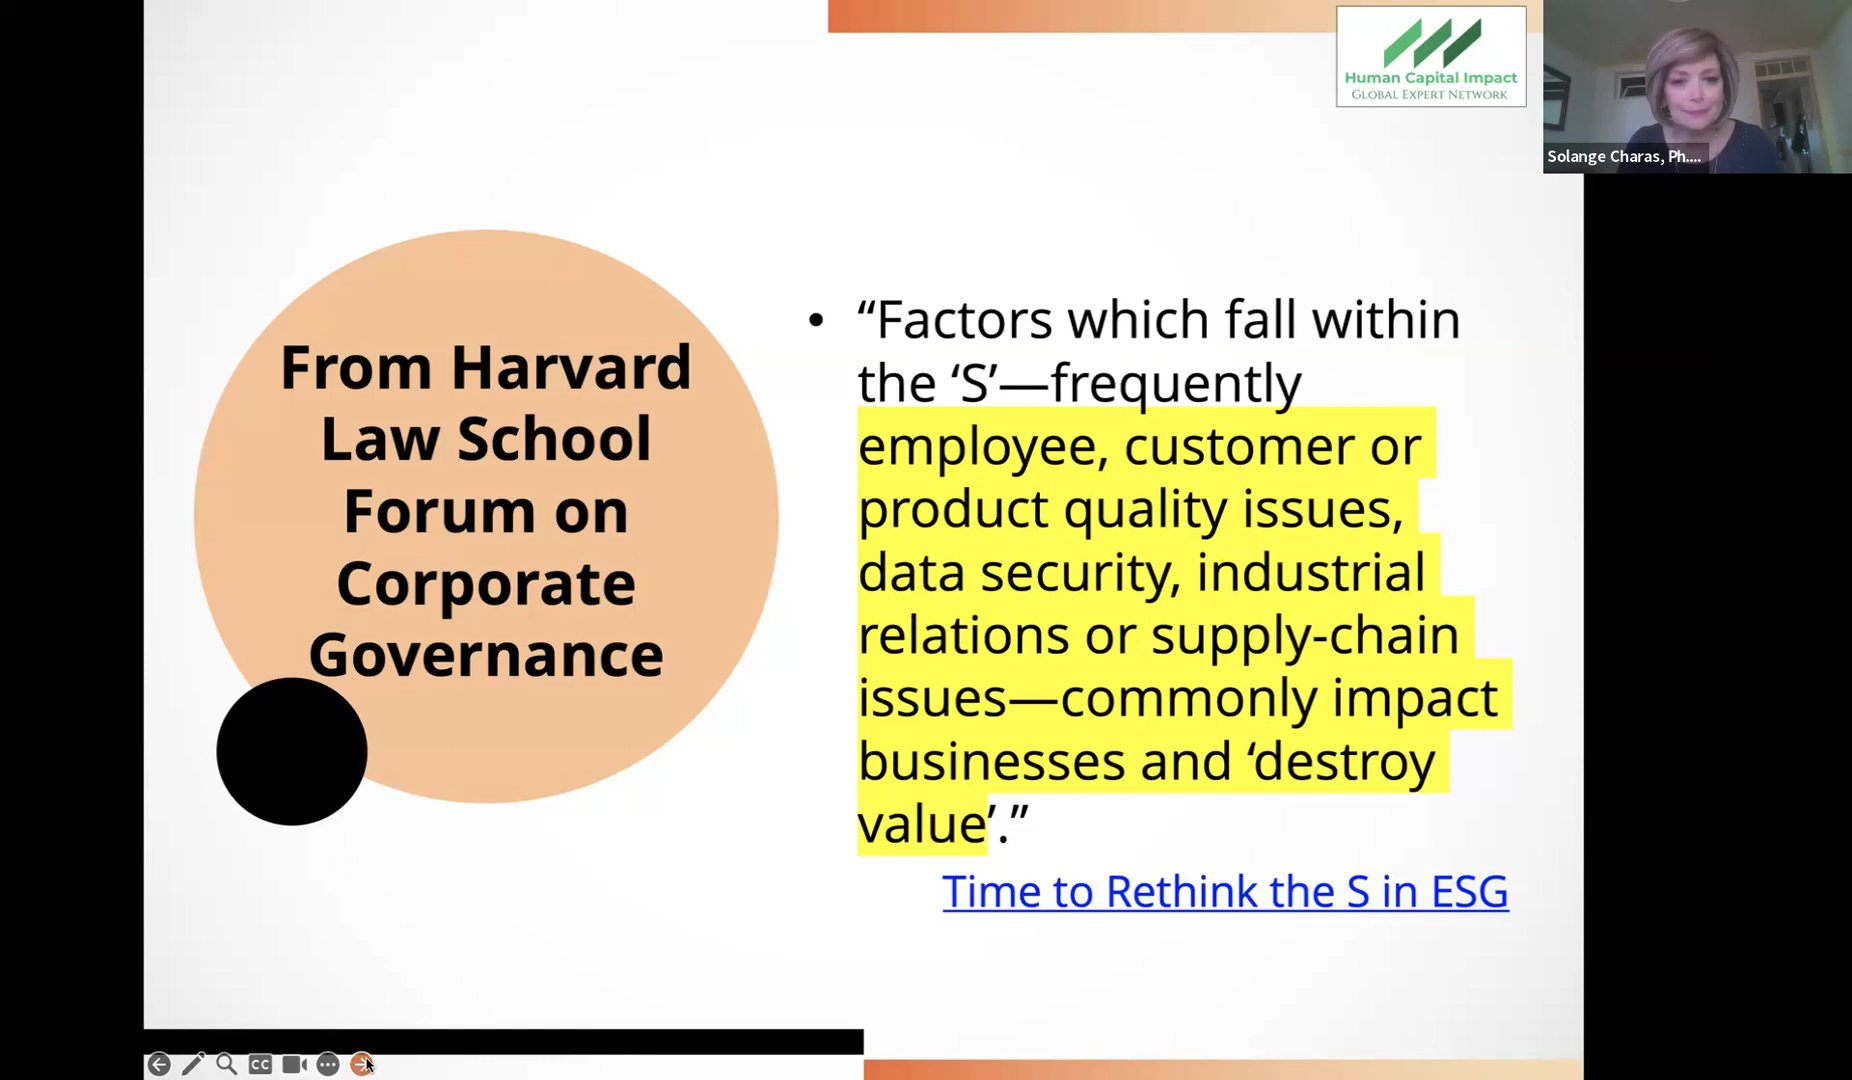 Human Capital Impact
GLOBAL EXPERT NETWORK
Solange Charas, Ph....
From Harvard
Law School
Forum on
Corporate
Governance
• “Factors which fall within
the ‘S’—frequently
employee, customer or
product quality issues,
data security, industrial
relations or supply-chain
issues—commonly impact
businesses and ‘destroy
value’.”
Time to Rethink the S in ESG
CC